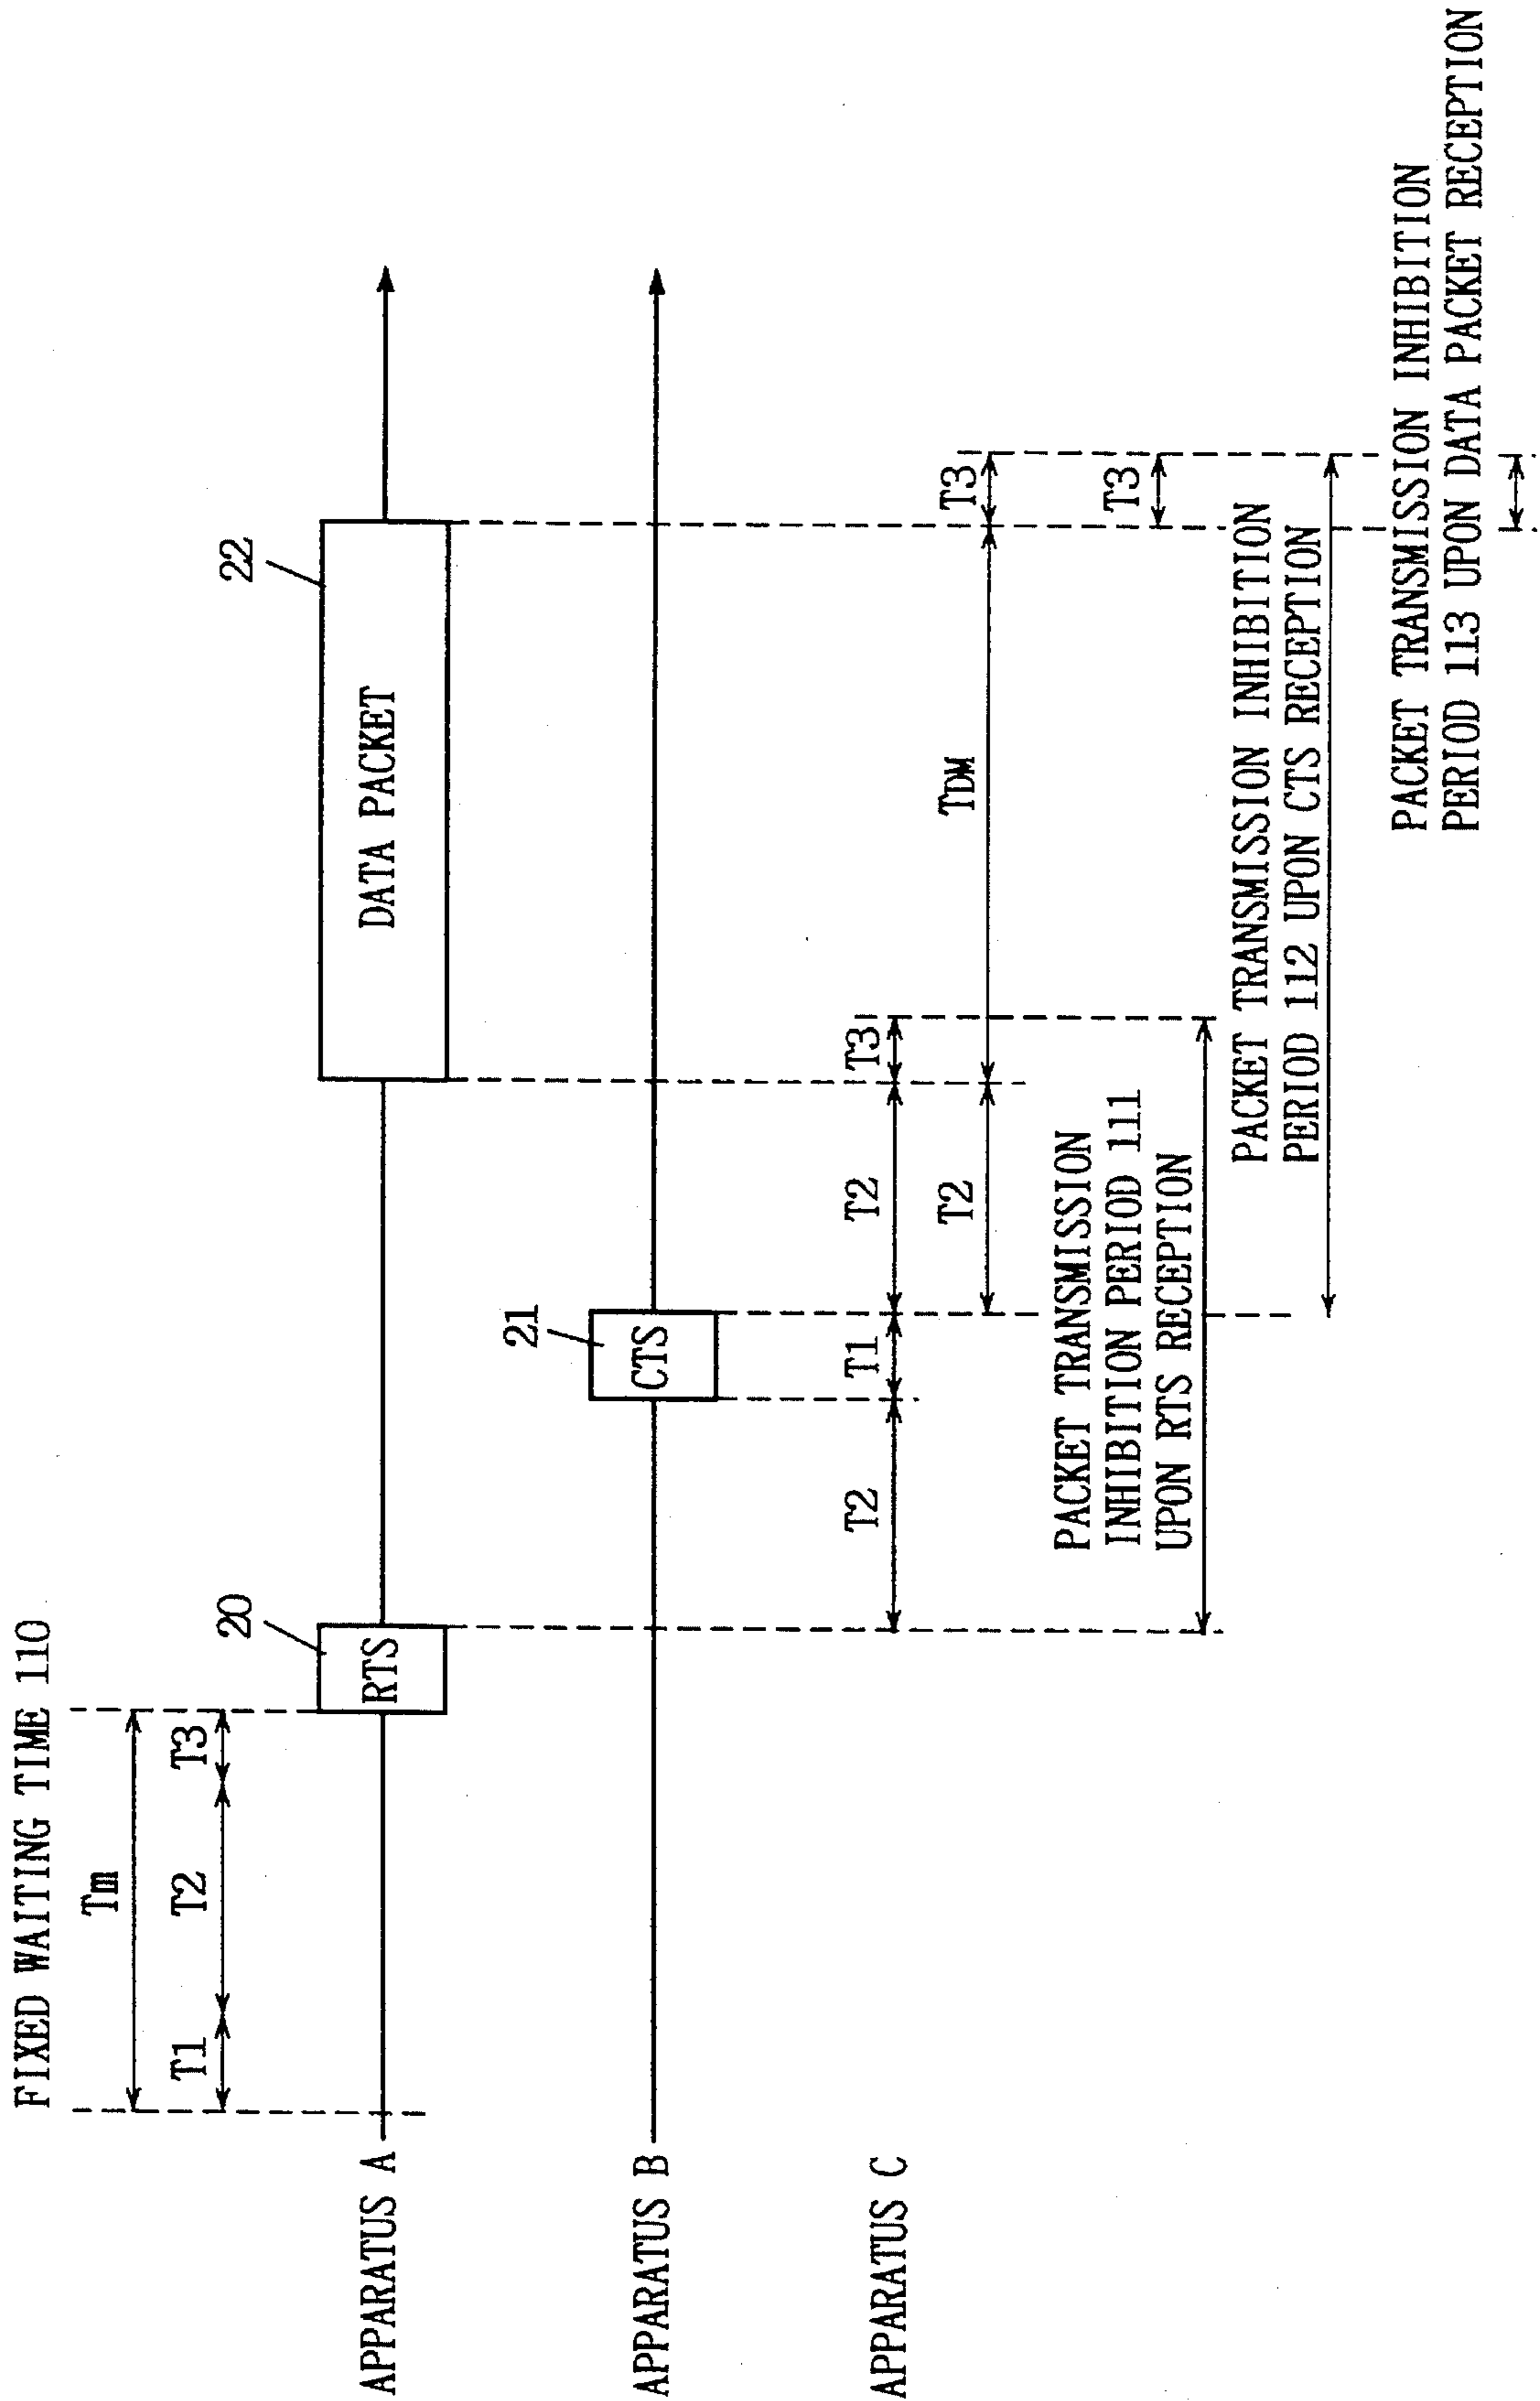 FIXED WAITING TIME 110
Tm
T1 T2 T3
APPARATUS A
RTS
20
DATA PACKET
22
APPARATUS B
CTS
21
APPARATUS C
T2 T1 T2 T3
T2 TDM T3
PACKET TRANSMISSION
INHIBITION PERIOD 111
UPON RTS RECEPTION
T3
PACKET TRANSMISSION INHIBITION
PERIOD 112 UPON CTS RECEPTION
PACKET TRANSMISSION INHIBITION
PERIOD 113 UPON DATA PACKET RECEPTION